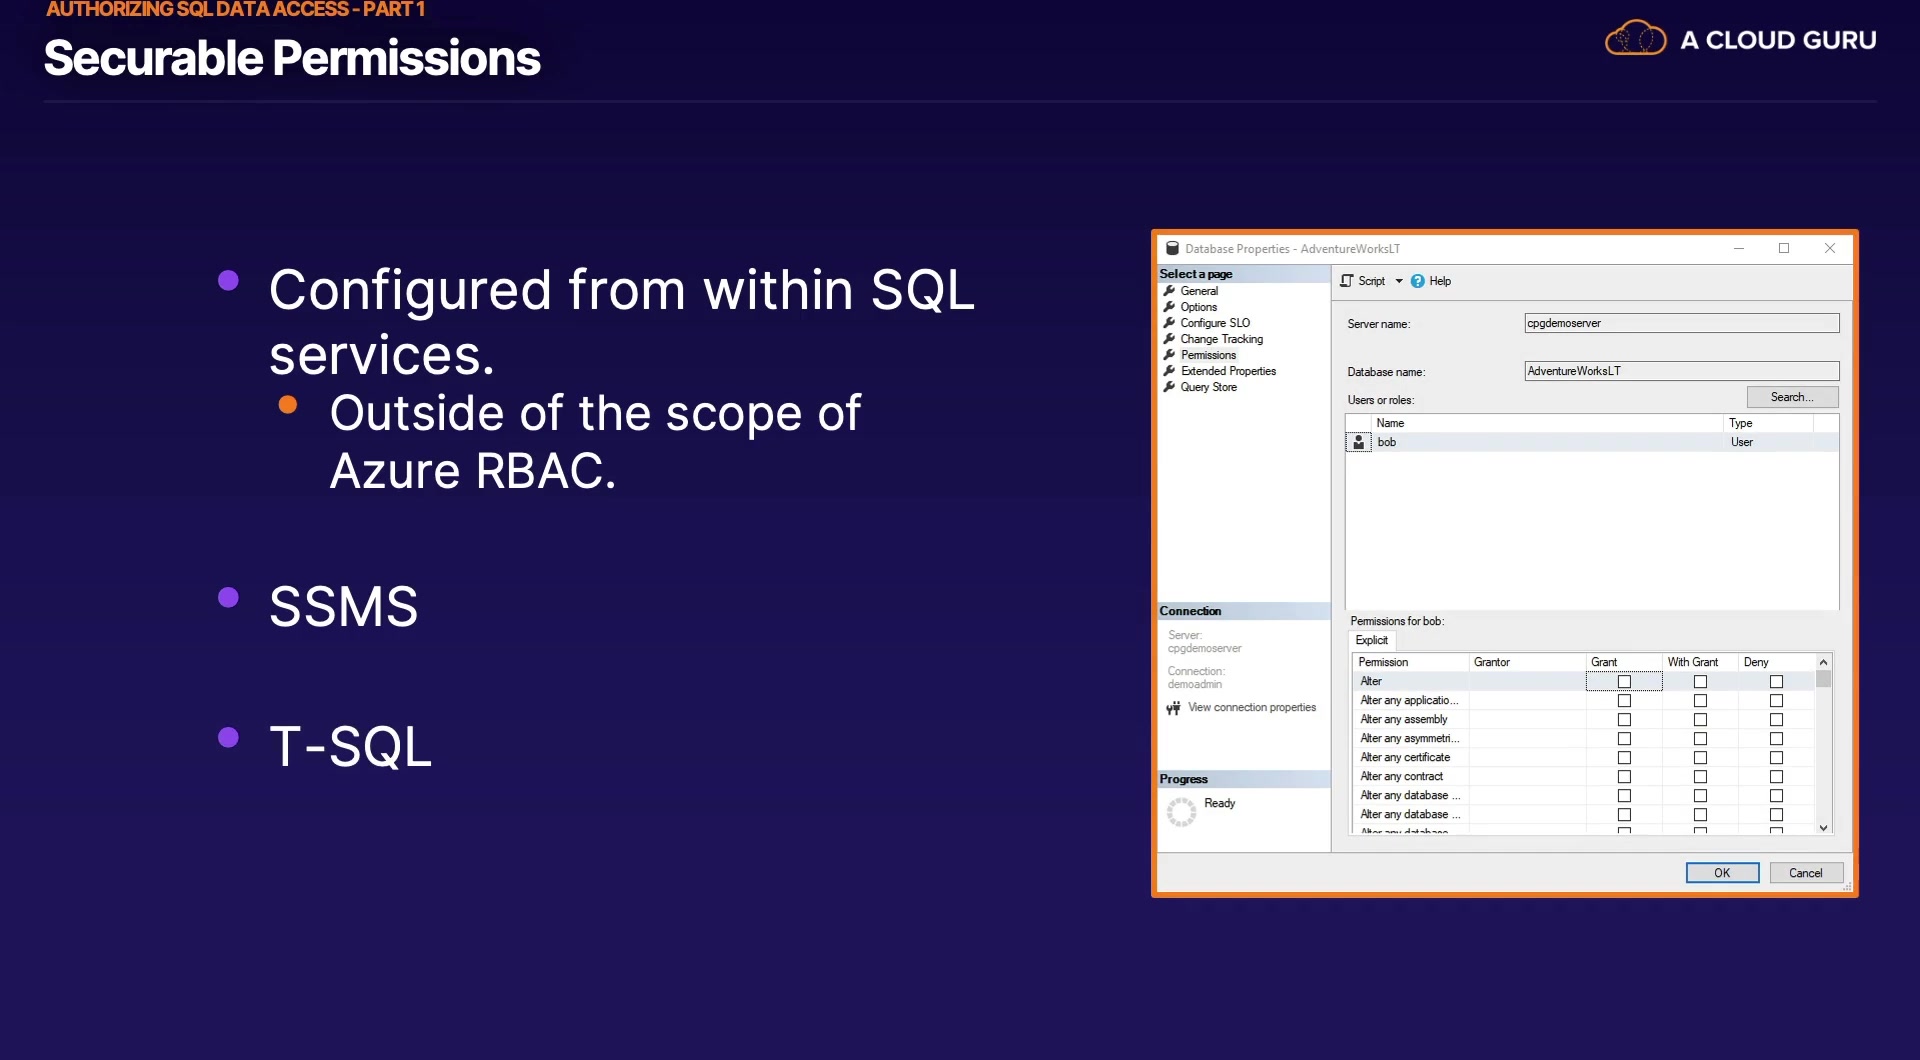 AUTHORIZING SQL DATA ACCESS - PART 1
Securable Permissions
A CLOUD GURU
Configured from within SQL
services.
Outside of the scope of
Azure RBAC.
SSMS
T-SQL
Database Properties - AdventureWorksLT
Select a page
General
Options
Configure SLO
Change Tracking
Permissions
Extended Properties
Query Store
Connection
Server:
cpgdemoserver
Connection:
demoadmin
View connection properties
Progress
Ready
Script
Help
Server name:
cpgdemoserver
Database name:
AdventureWorksLT
Search...
Users or roles:
Name Type
bob User
Permissions for bob:
Explicit
Permission Grantor Grant With Grant Deny
Alter
Alter any applicatio...
Alter any assembly
Alter any asymmetri...
Alter any certificate
Alter any contract
Alter any database ...
Alter any database ...
Alter any database
OK Cancel